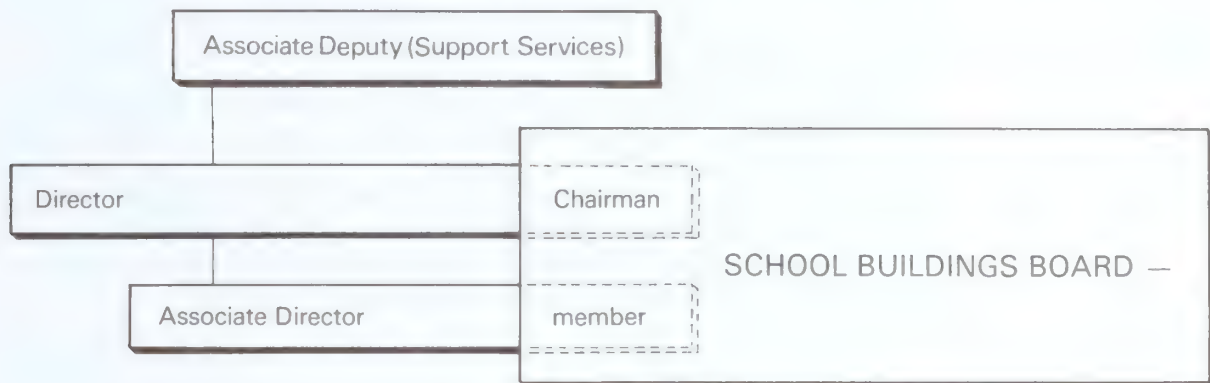 Associate Deputy (Support Services)
Director
Chairman
SCHOOL BUILDINGS BOARD —
Associate Director
member